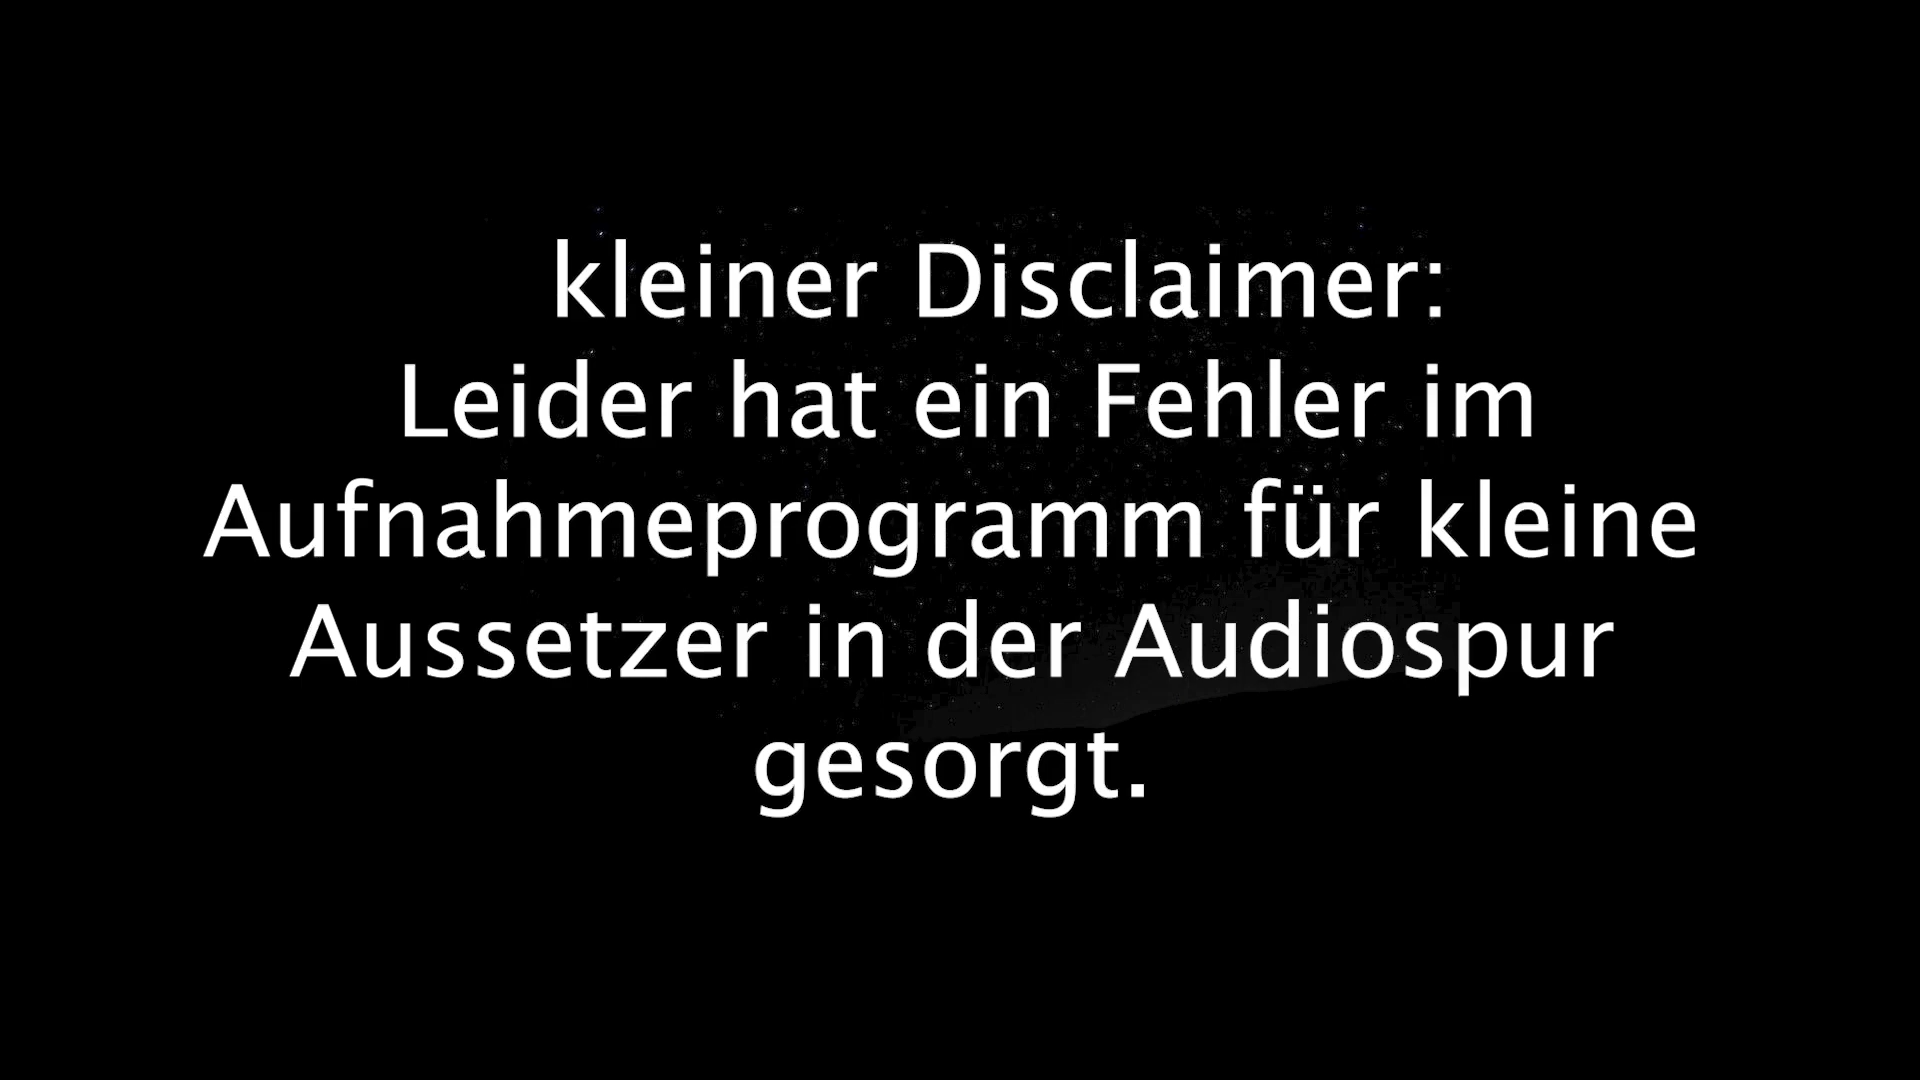 kleiner Disclaimer:
Leider hat ein Fehler im
Aufnahmeprogramm für kleine
Aussetzer in der Audiospur
gesorgt.